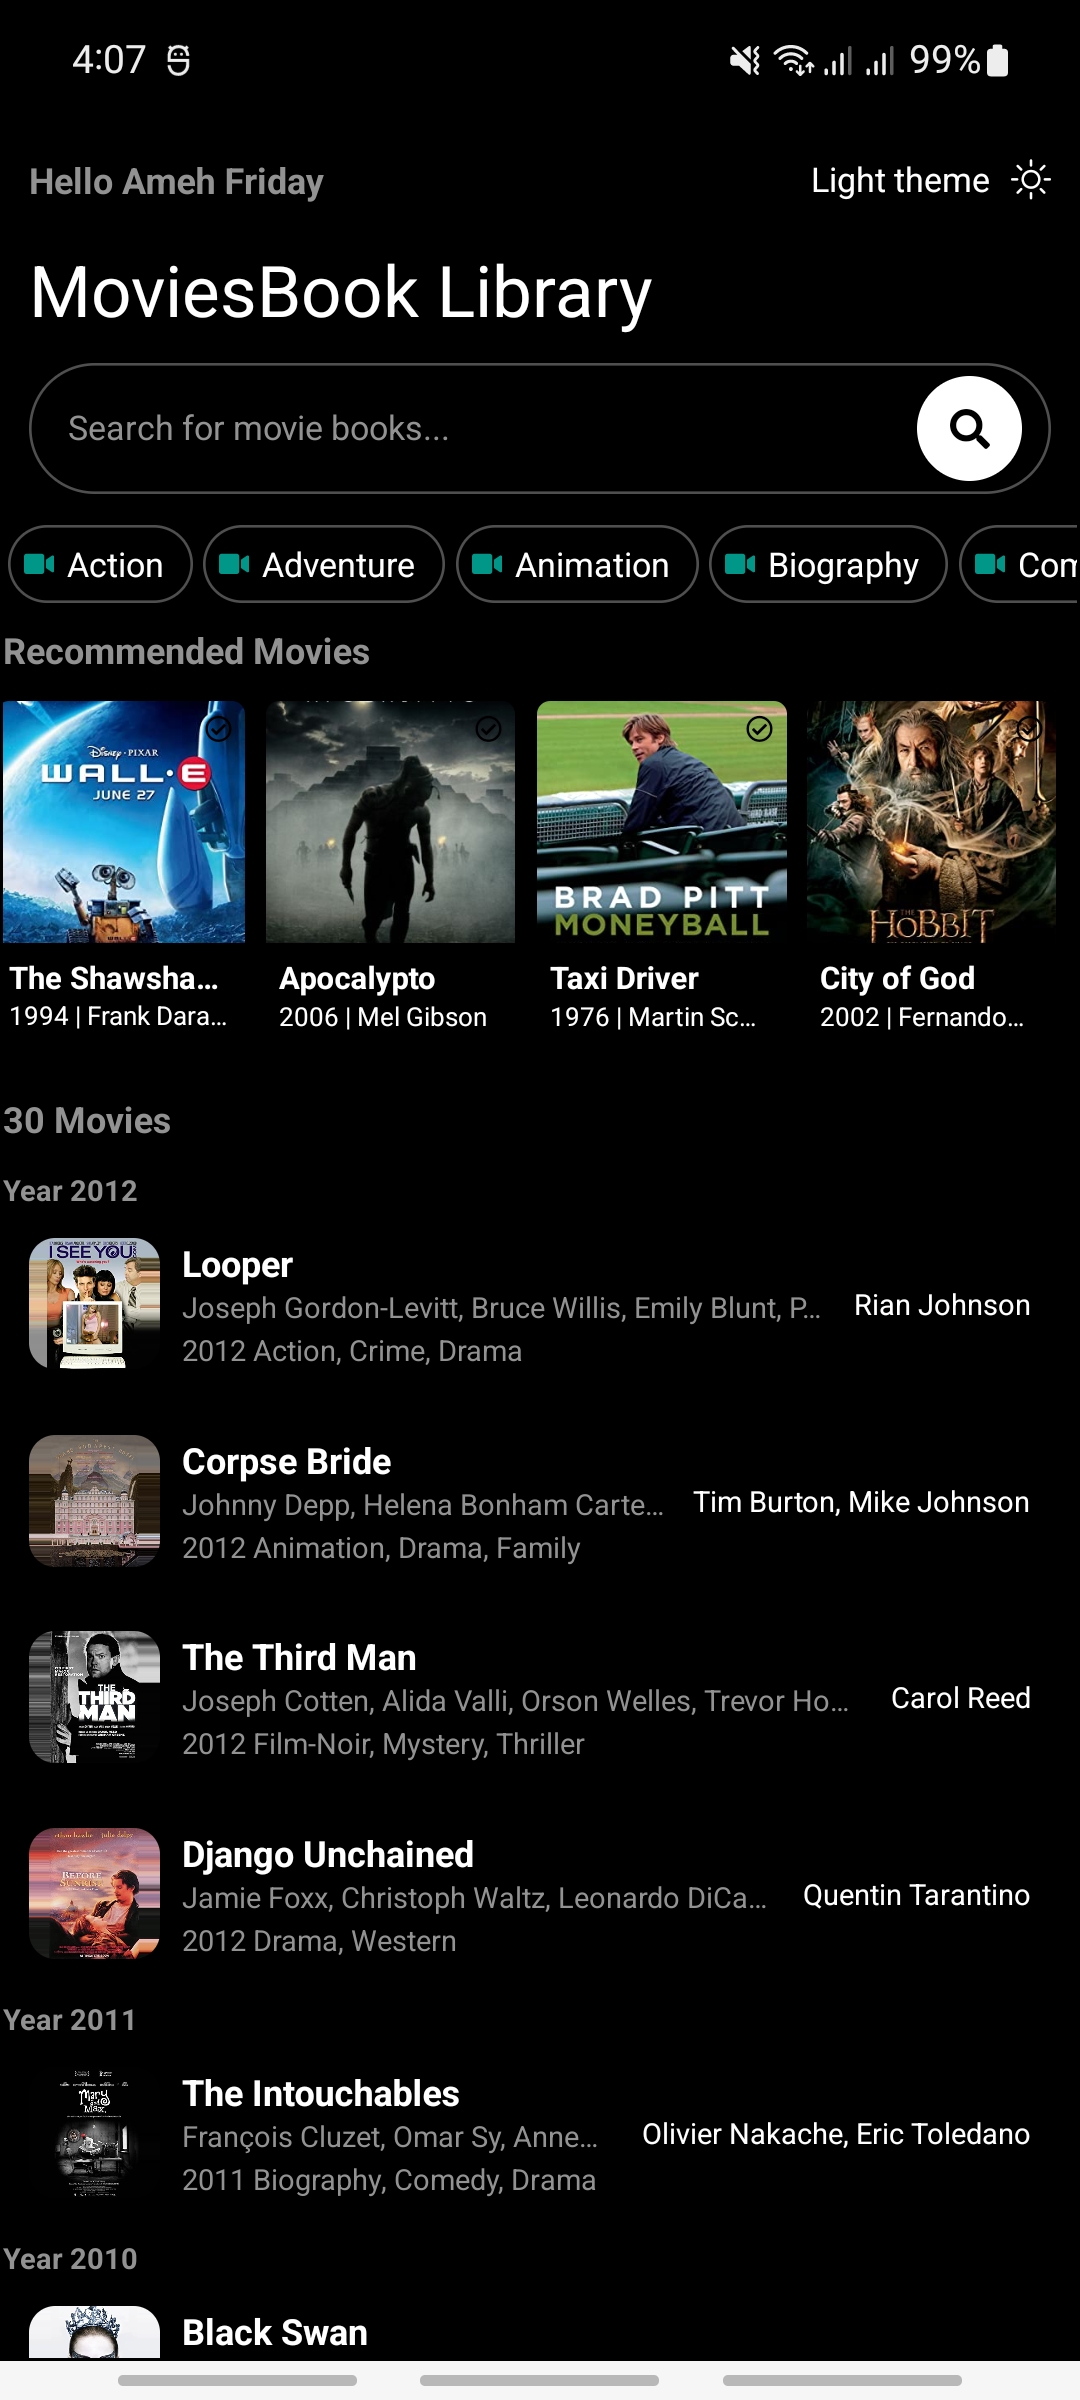 4:07
99%
Hello Ameh Friday
Light theme
MoviesBook Library
Search for movie books...
Action
Adventure
Animation
Biography
Com
Recommended Movies
Disney·PIXAR
WALL·E
JUNE 27
BRAD PITT
MONEYBALL
THE
HOBBIT
The Shawsha...
1994 | Frank Dara...
Apocalypto
2006 | Mel Gibson
Taxi Driver
1976 | Martin Sc...
City of God
2002 | Fernando...
30 Movies
Year 2012
I SEE YOU
Looper
Joseph Gordon-Levitt, Bruce Willis, Emily Blunt, P...
2012 Action, Crime, Drama
Rian Johnson
Corpse Bride
Johnny Depp, Helena Bonham Carte...
2012 Animation, Drama, Family
Tim Burton, Mike Johnson
THE
THIRD
MAN
The Third Man
Joseph Cotten, Alida Valli, Orson Welles, Trevor Ho...
2012 Film-Noir, Mystery, Thriller
Carol Reed
BEFORE
SUNRISE
Django Unchained
Jamie Foxx, Christoph Waltz, Leonardo DiCa...
2012 Drama, Western
Quentin Tarantino
Year 2011
Mary
and
Max.
The Intouchables
François Cluzet, Omar Sy, Anne...
2011 Biography, Comedy, Drama
Olivier Nakache, Eric Toledano
Year 2010
Black Swan